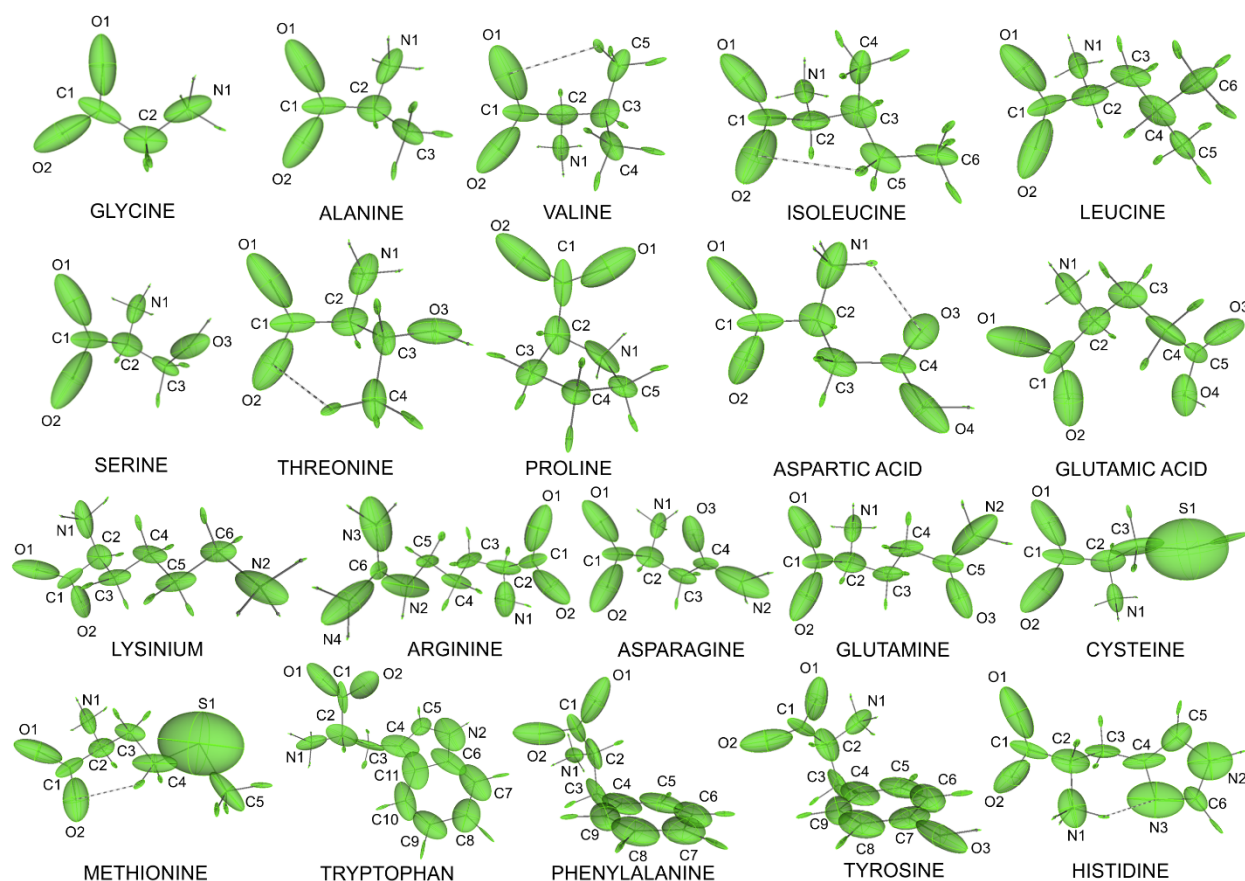 O1
N1
C1
C2
O2
GLYCINE
O1
N1
C2
C1
C3
O2
ALANINE
O1
C5
C2
C1
C3
N1
C4
O2
VALINE
O1
C4
N1
C1
C3
C2
C6
O2
C5
ISOLEUCINE
O1
N1
C3
C6
C1
C2
C4
C5
O2
LEUCINE
O1
N1
O3
C1
C2
C3
O2
SERINE
O1
N1
C2
O3
C1
C3
O2
C4
THREONINE
O2
C1
O1
C2
C3
N1
C5
C4
PROLINE
O1
N1
C2
O3
C1
C4
C3
O2
O4
ASPARTIC ACID
N1
C3
O3
O1
C2
C4
C5
C1
O4
O2
GLUTAMIC ACID
N1
C2
C4
C6
O1
N2
C5
C1
C3
O2
LYSINIUM
N3
C5
C3
O1
C1
C6
C2
N2
C4
O2
N1
N4
ARGININE
O1
N1
O3
C4
C1
C2
C3
N2
O2
ASPARAGINE
O1
N1
N2
C4
C1
C2
C5
C3
O2
O3
GLUTAMINE
O1
S1
C3
C1
C2
N1
O2
CYSTEINE
N1
S1
O1
C3
C2
C1
C4
C5
O2
METHIONINE
O1
C1
O2
C5
C2
C4
N2
N1
C3
C6
C11
C7
C10
C9
C8
TRYPTOPHAN
O1
C1
C2
O2
N1
C4
C5
C3
C6
C9
C8
C7
PHENYLALANINE
O1
N1
C1
C2
O2
C3
C4
C5
C6
C9
C8
C7
O3
TYROSINE
O1
C5
C1
C2
C3
C4
N2
O2
C6
N1
N3
HISTIDINE